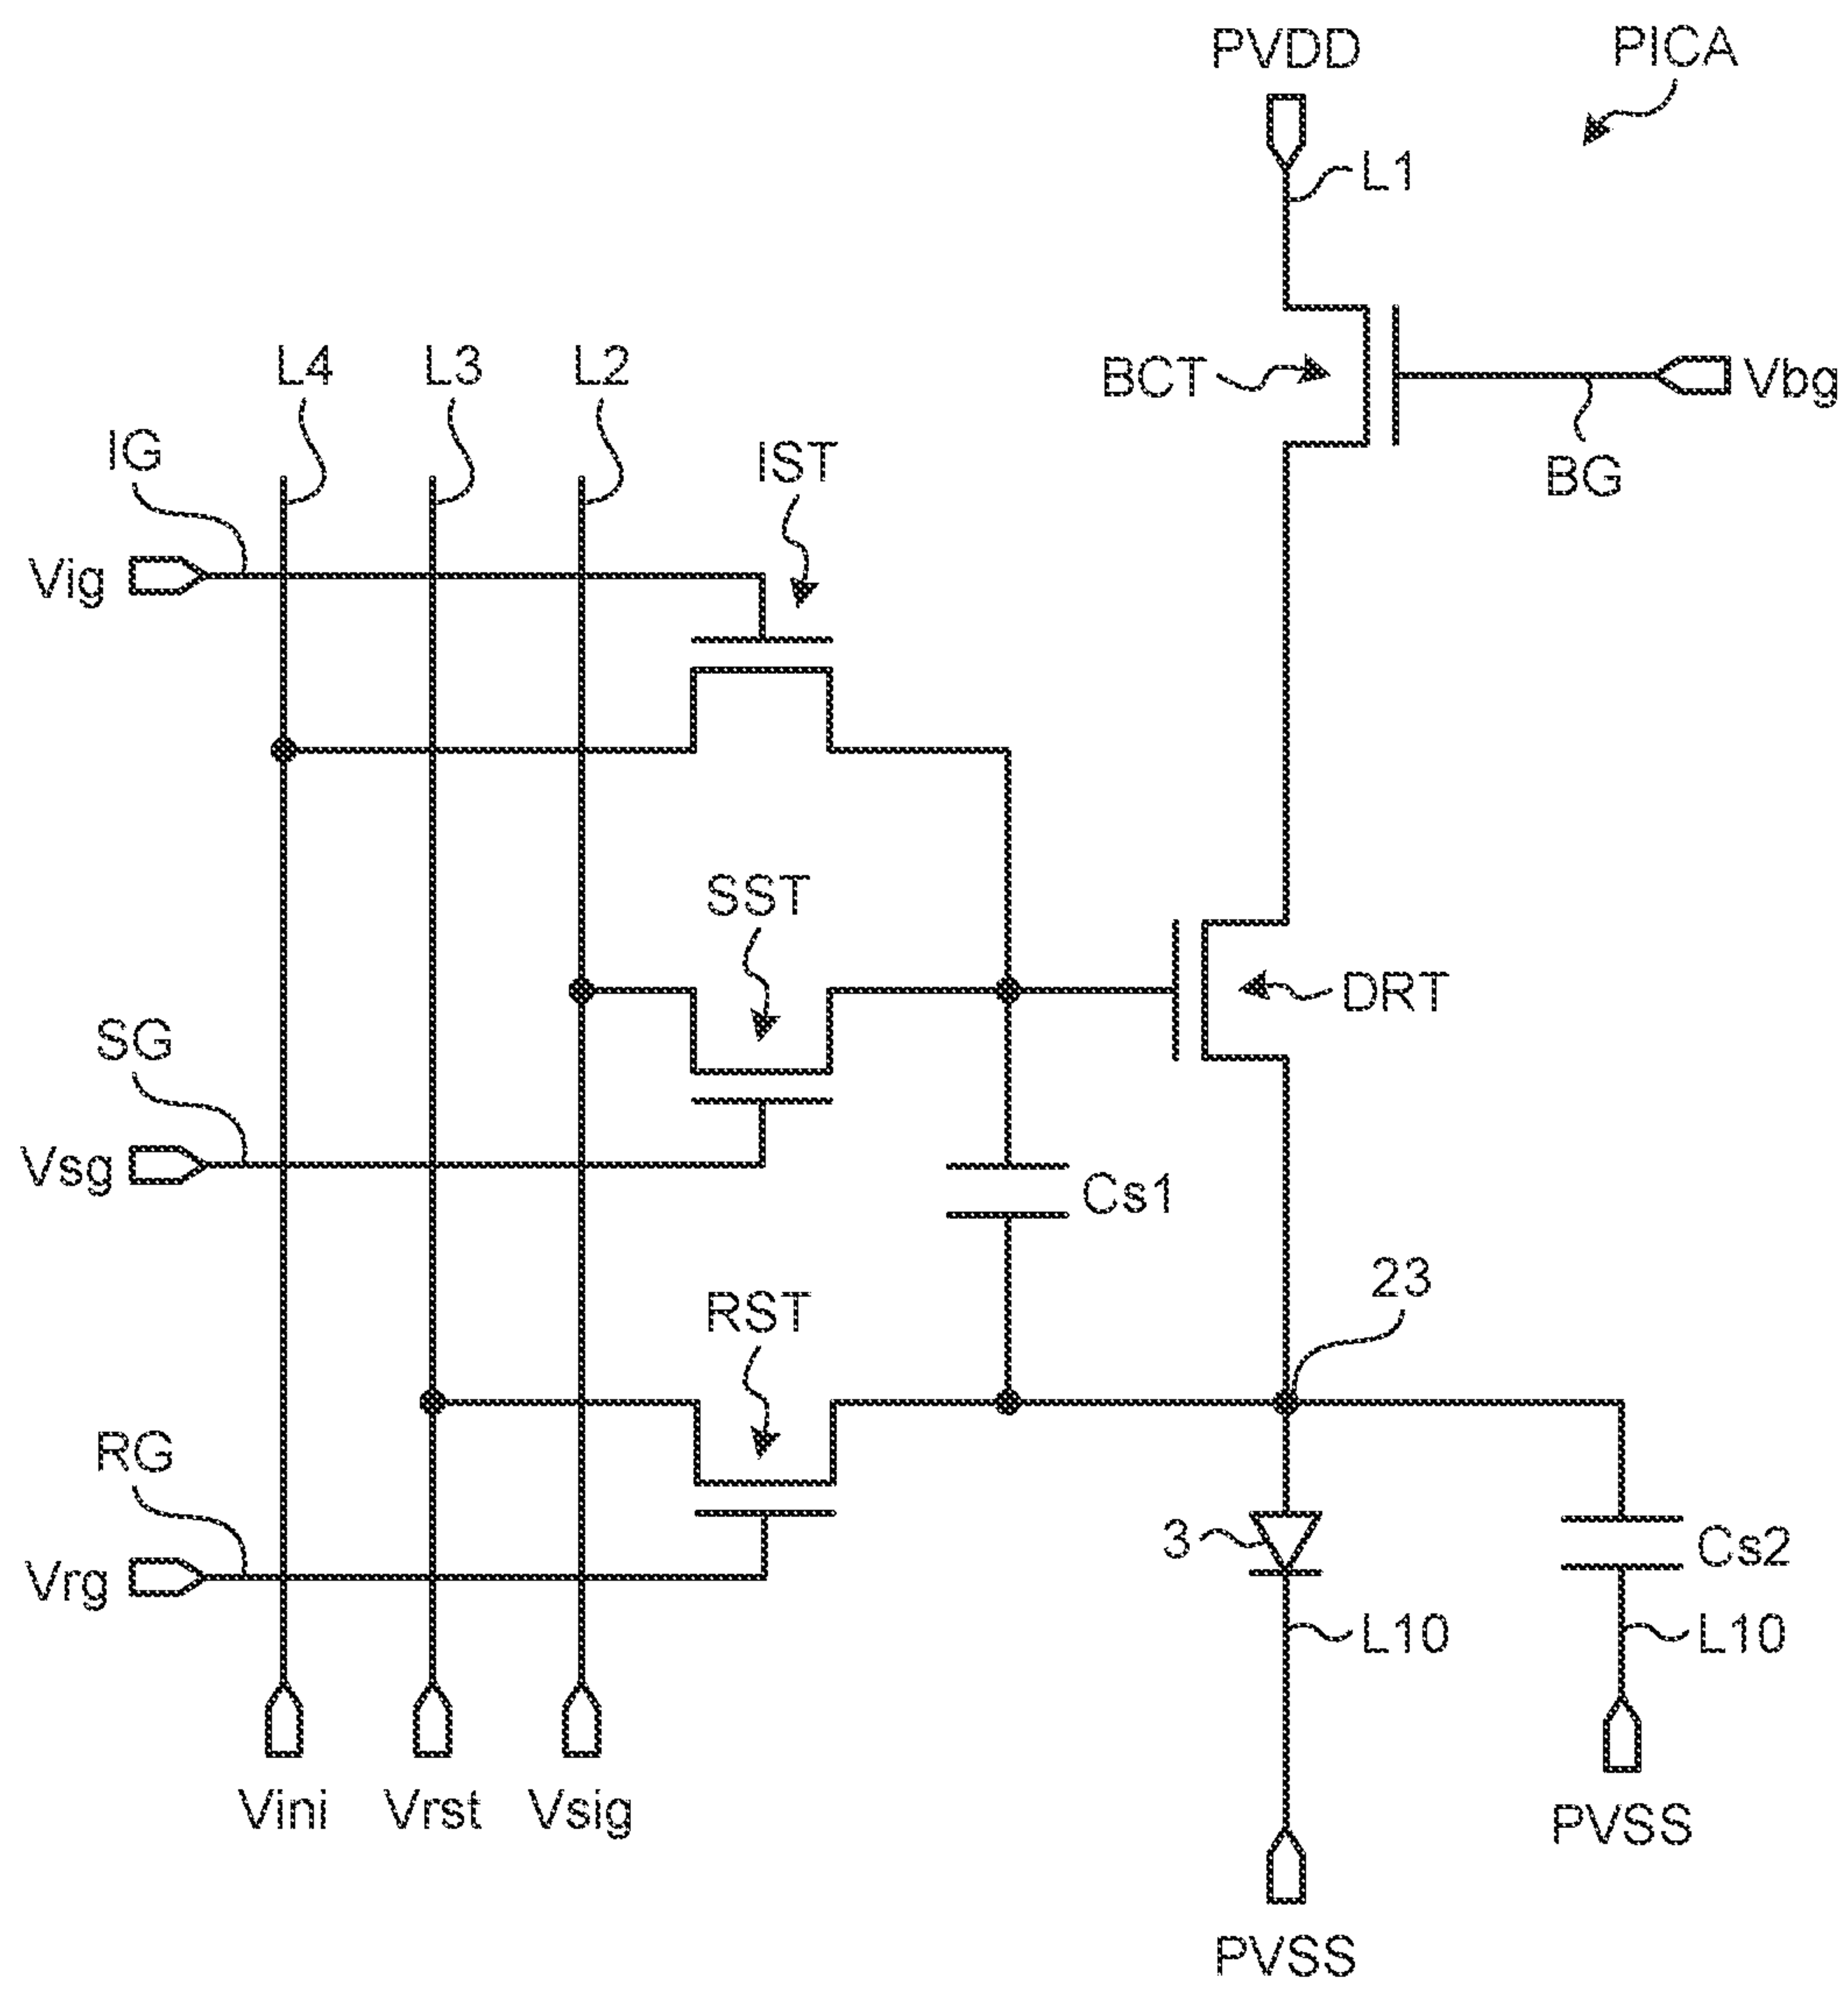 PVDD
PICA
L1
L4
L3
L2
BCT
Vbg
IG
IST
BG
Vig
SST
DRT
SG
Vsg
Cs1
23
RST
RG
3
Cs2
Vrg
L10
L10
Vini
Vrst
Vsig
PVSS
PVSS